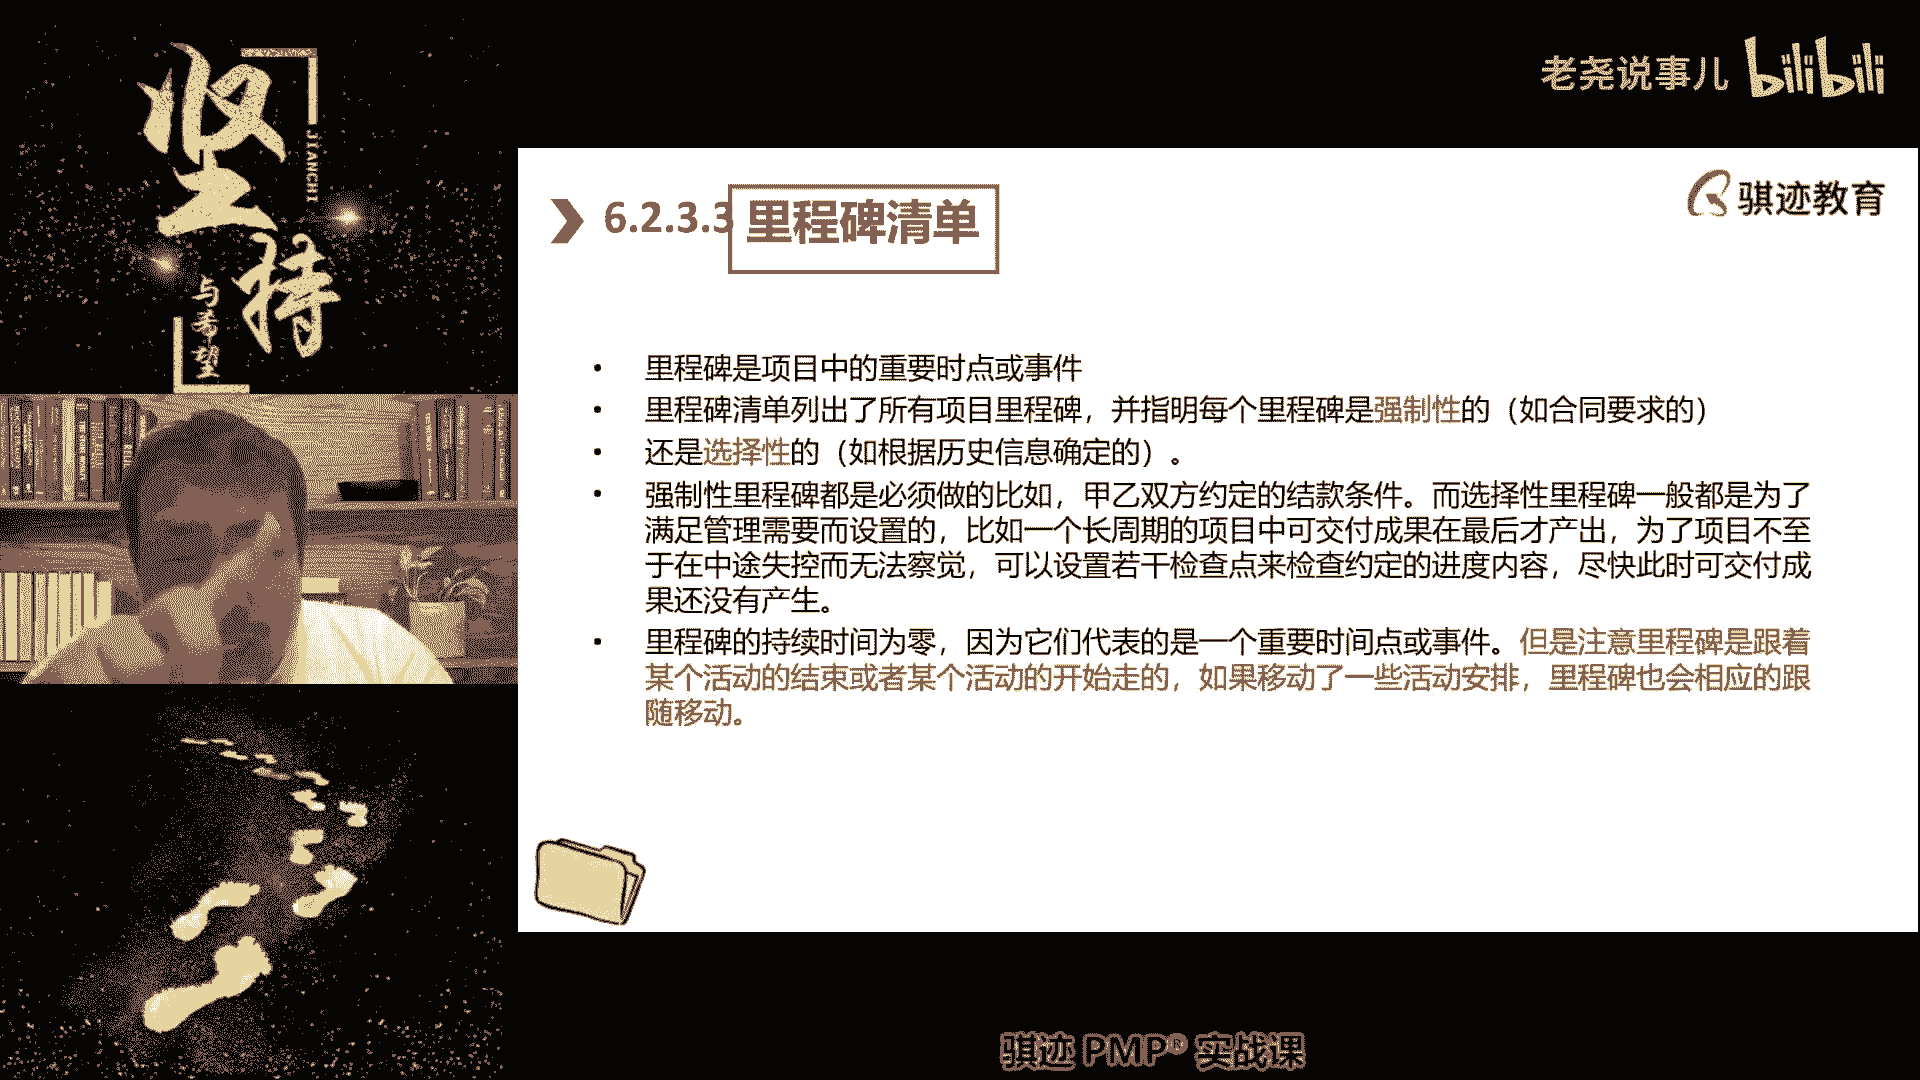 坚持
JIANCHI
与希望
老尧说事儿 bilibili
骐迹教育
6.2.3.3 里程碑清单
• 里程碑是项目中的重要时点或事件
• 里程碑清单列出了所有项目里程碑，并指明每个里程碑是强制性的（如合同要求的）
• 还是选择性的（如根据历史信息确定的）。
• 强制性里程碑都是必须做的比如，甲乙双方约定的结款条件。而选择性里程碑一般都是为了
满足管理需要而设置的，比如一个长周期的项目中可交付成果在最后才产出，为了项目不至
于在中途失控而无法察觉，可以设置若干检查点来检查约定的进度内容，尽快此时可交付成
果还没有产生。
• 里程碑的持续时间为零，因为它们代表的是一个重要时间点或事件。但是注意里程碑是跟着
某个活动的结束或者某个活动的开始走的，如果移动了一些活动安排，里程碑也会相应的跟
随移动。
骐迹 PMP® 实战课